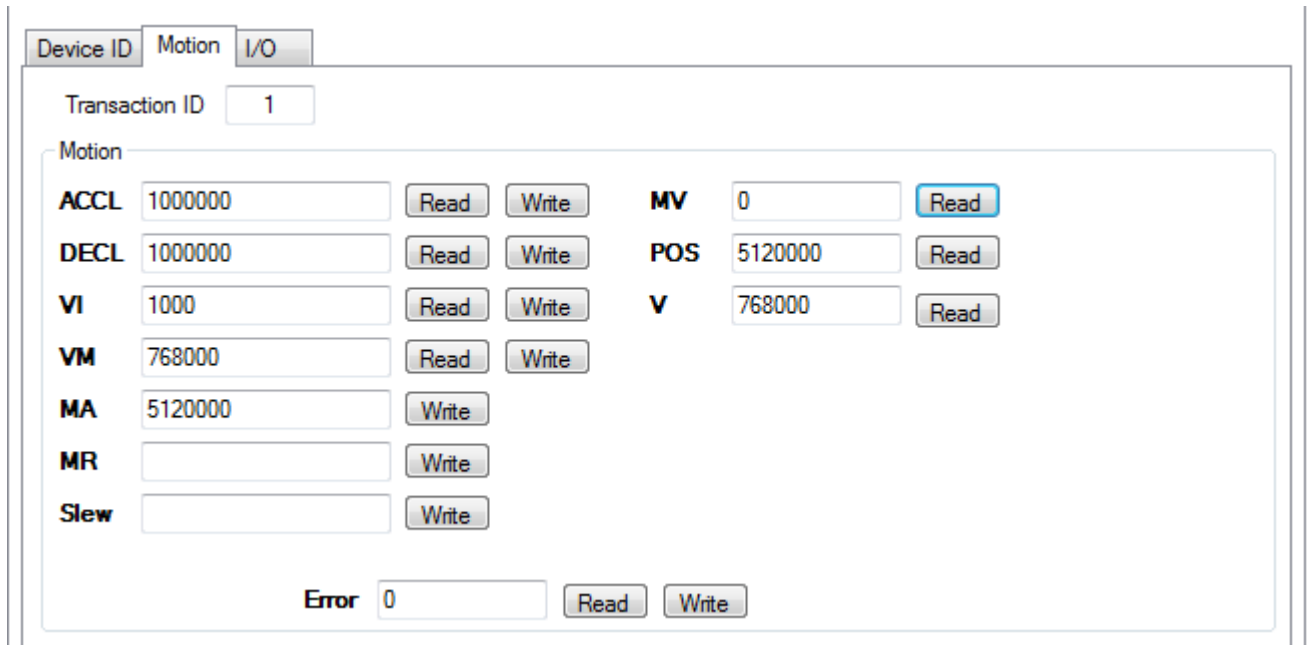 Device ID Motion I/O
Transaction ID 1
Motion
ACCL 1000000 Read Write MV 0 Read
DECL 1000000 Read Write POS 5120000 Read
VI 1000 Read Write V 768000 Read
VM 768000 Read Write
MA 5120000 Write
MR Write
Slew Write
Error 0 Read Write